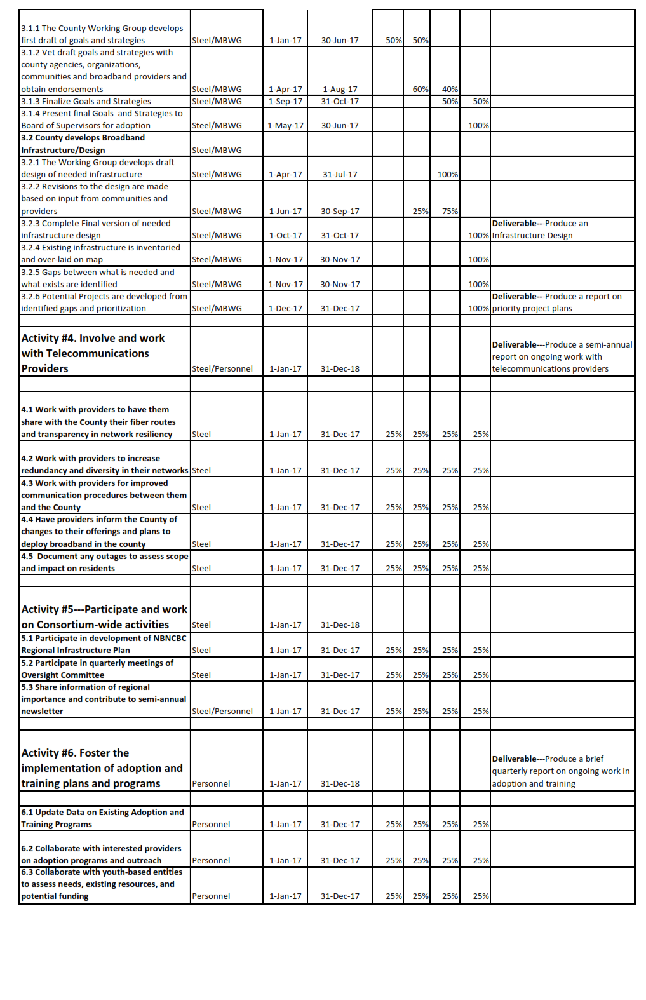 3.1.1 The County Working Group develops
first draft of goals and strategies Steel/MBWG 1-Jan-17 30-Jun-17 50% 50%
3.1.2 Vet draft goals and strategies with
county agencies, organizations,
communities and broadband providers and
obtain endorsements Steel/MBWG 1-Apr-17 1-Aug-17 60% 40%
3.1.3 Finalize Goals and Strategies Steel/MBWG 1-Sep-17 31-Oct-17 50% 50%
3.1.4 Present final Goals and Strategies to
Board of Supervisors for adoption Steel/MBWG 1-May-17 30-Jun-17 100%
3.2 County develops Broadband
Infrastructure/Design Steel/MBWG
3.2.1 The Working Group develops draft
design of needed infrastructure Steel/MBWG 1-Apr-17 31-Jul-17 100%
3.2.2 Revisions to the design are made
based on input from communities and
providers Steel/MBWG 1-Jun-17 30-Sep-17 25% 75%
3.2.3 Complete Final version of needed Deliverable---Produce an
infrastructure design Steel/MBWG 1-Oct-17 31-Oct-17 100% Infrastructure Design
3.2.4 Existing infrastructure is inventoried
and over-laid on map Steel/MBWG 1-Nov-17 30-Nov-17 100%
3.2.5 Gaps between what is needed and
what exists are identified Steel/MBWG 1-Nov-17 30-Nov-17 100%
3.2.6 Potential Projects are developed from Deliverable---Produce a report on
identified gaps and prioritization Steel/MBWG 1-Dec-17 31-Dec-17 100% priority project plans
Activity #4. Involve and work
with Telecommunications
Providers Steel/Personnel 1-Jan-17 31-Dec-18
Deliverable---Produce a semi-annual
report on ongoing work with
telecommunications providers
4.1 Work with providers to have them
share with the County their fiber routes
and transparency in network resiliency Steel 1-Jan-17 31-Dec-17 25% 25% 25% 25%
4.2 Work with providers to increase
redundancy and diversity in their networks Steel 1-Jan-17 31-Dec-17 25% 25% 25% 25%
4.3 Work with providers for improved
communication procedures between them
and the County Steel 1-Jan-17 31-Dec-17 25% 25% 25% 25%
4.4 Have providers inform the County of
changes to their offerings and plans to
deploy broadband in the county Steel 1-Jan-17 31-Dec-17 25% 25% 25% 25%
4.5 Document any outages to assess scope
and impact on residents Steel 1-Jan-17 31-Dec-17 25% 25% 25% 25%
Activity #5---Participate and work
on Consortium-wide activities Steel 1-Jan-17 31-Dec-18
5.1 Participate in development of NBNCBC
Regional Infrastructure Plan Steel 1-Jan-17 31-Dec-17 25% 25% 25% 25%
5.2 Participate in quarterly meetings of
Oversight Committee Steel 1-Jan-17 31-Dec-17 25% 25% 25% 25%
5.3 Share information of regional
importance and contribute to semi-annual
newsletter Steel/Personnel 1-Jan-17 31-Dec-17 25% 25% 25% 25%
Activity #6. Foster the
implementation of adoption and
training plans and programs Personnel 1-Jan-17 31-Dec-18
Deliverable---Produce a brief
quarterly report on ongoing work in
adoption and training
6.1 Update Data on Existing Adoption and
Training Programs Personnel 1-Jan-17 31-Dec-17 25% 25% 25% 25%
6.2 Collaborate with interested providers
on adoption programs and outreach Personnel 1-Jan-17 31-Dec-17 25% 25% 25% 25%
6.3 Collaborate with youth-based entities
to assess needs, existing resources, and
potential funding Personnel 1-Jan-17 31-Dec-17 25% 25% 25% 25%